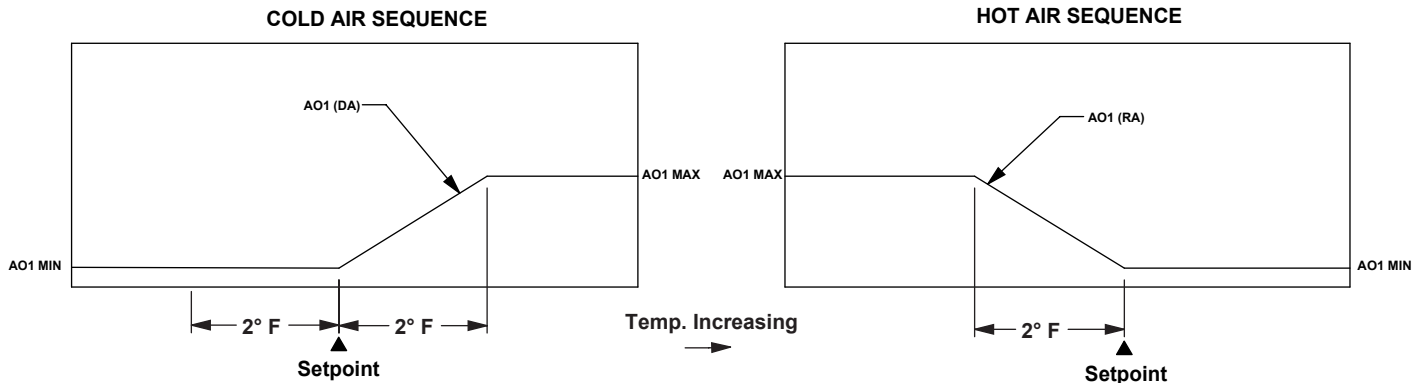 COLD AIR SEQUENCE
AO1 (DA)
AO1 MAX
AO1 MIN
2° F
2° F
Setpoint
Temp. Increasing
HOT AIR SEQUENCE
AO1 (RA)
AO1 MAX
AO1 MIN
2° F
Setpoint